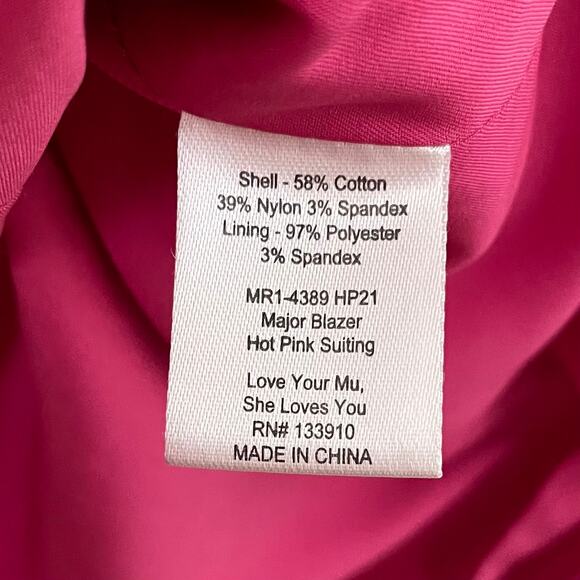 Shell - 58% Cotton
39% Nylon 3% Spandex
Lining - 97% Polyester
3% Spandex
MR1-4389 HP21
Major Blazer
Hot Pink Suiting
Love Your Mu,
She Loves You
RN# 133910
MADE IN CHINA